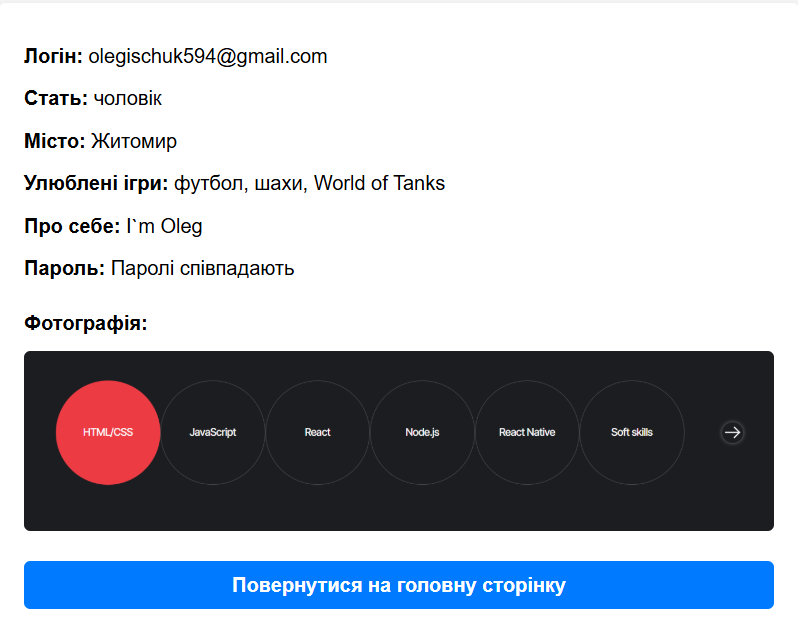 Логін: olegischuk594@gmail.com
Стать: чоловік
Місто: Житомир
Улюблені ігри: футбол, шахи, World of Tanks
Про себе: I`m Oleg
Пароль: Паролі співпадають
Фотографія:
HTML/CSS JavaScript React Node.js React Native Soft skills
Повернутися на головну сторінку